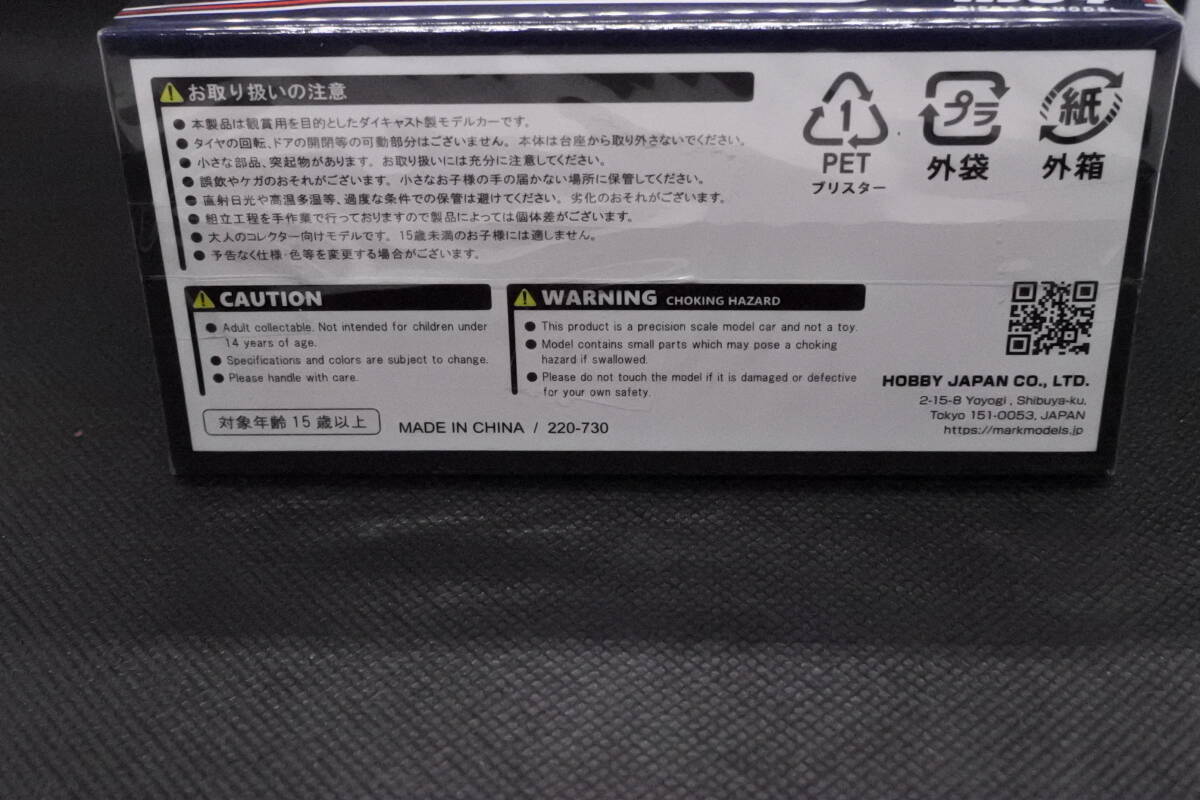 お取り扱いの注意
● 本製品は観賞用を目的としたダイキャスト製モデルカーです。
● タイヤの回転、ドアの開閉等の可動部分はございません。本体は台座から取り外さないでください。
● 小さな部品、突起物があります。お取り扱いには充分に注意してください。
● 誤飲やケガのおそれがございます。小さなお子様の手の届かない場所に保管してください。
● 直射日光や高温多湿等、過度な条件での保管は避けてください。劣化のおそれがございます。
● 組立工程を手作業で行っておりますので製品によっては個体差がございます。
● 大人のコレクター向けモデルです。15歳未満のお子様には適しません。
● 予告なく仕様・色等を変更する場合がございます。
1
PET
ブリスター
プラ
外袋
紙
外箱
CAUTION
● Adult collectable. Not intended for children under
14 years of age.
● Specifications and colors are subject to change.
● Please handle with care.
WARNING CHOKING HAZARD
● This product is a precision scale model car and not a toy.
● Model contains small parts which may pose a choking
hazard if swallowed.
● Please do not touch the model if it is damaged or defective
for your own safety.
対象年齢15歳以上
MADE IN CHINA / 220-730
HOBBY JAPAN CO., LTD.
2-15-8 Yoyogi, Shibuya-ku,
Tokyo 151-0053, JAPAN
https://markmodels.jp